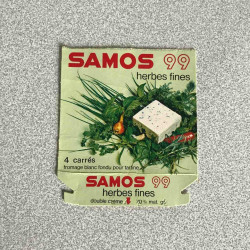 SAMOS 99
herbes fines
4 carrés
fromage blanc fondu pour tartine
SAMOS 99
herbes fines
double crème 70% mat. gr.